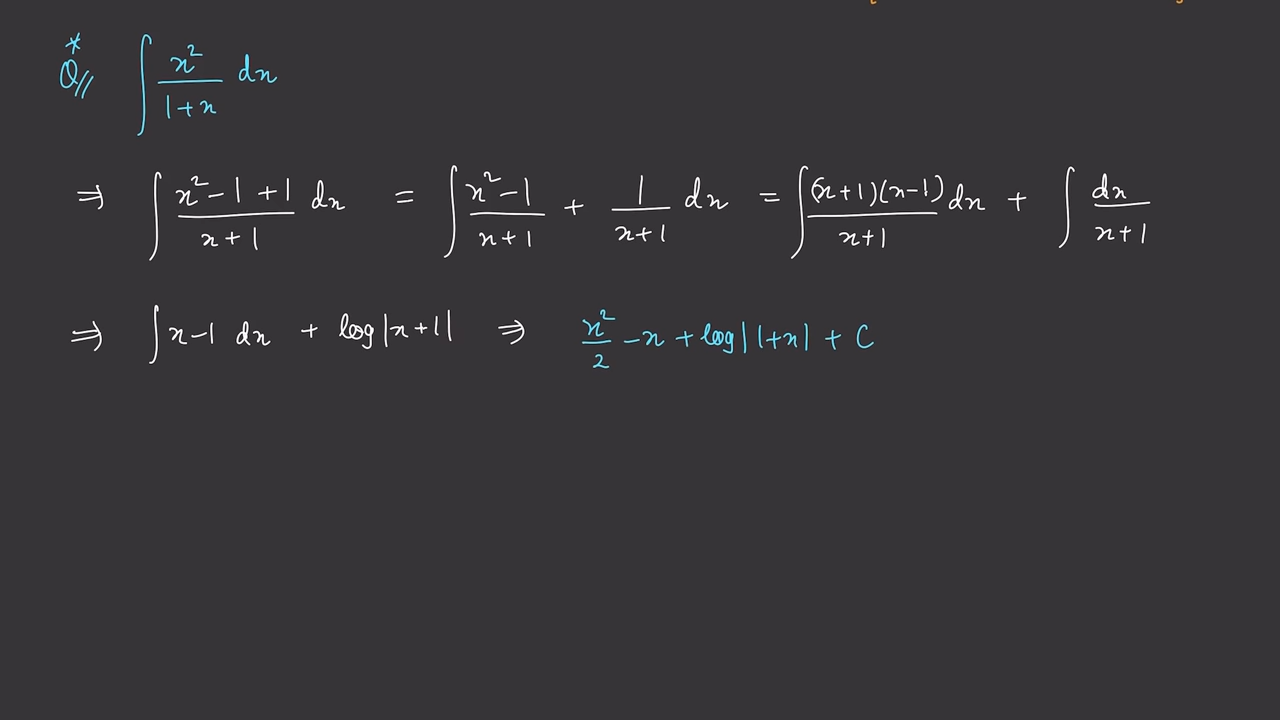 *
Q// ∫ x²/(1+x) dx
⇒ ∫ (x²-1+1)/(x+1) dx = ∫ (x²-1)/(x+1) + 1/(x+1) dx = ∫ (x+1)(x-1)/(x+1) dx + ∫ dx/(x+1)
⇒ ∫ x-1 dx + log|x+1| ⇒ x²/2 - x + log|1+x| + C